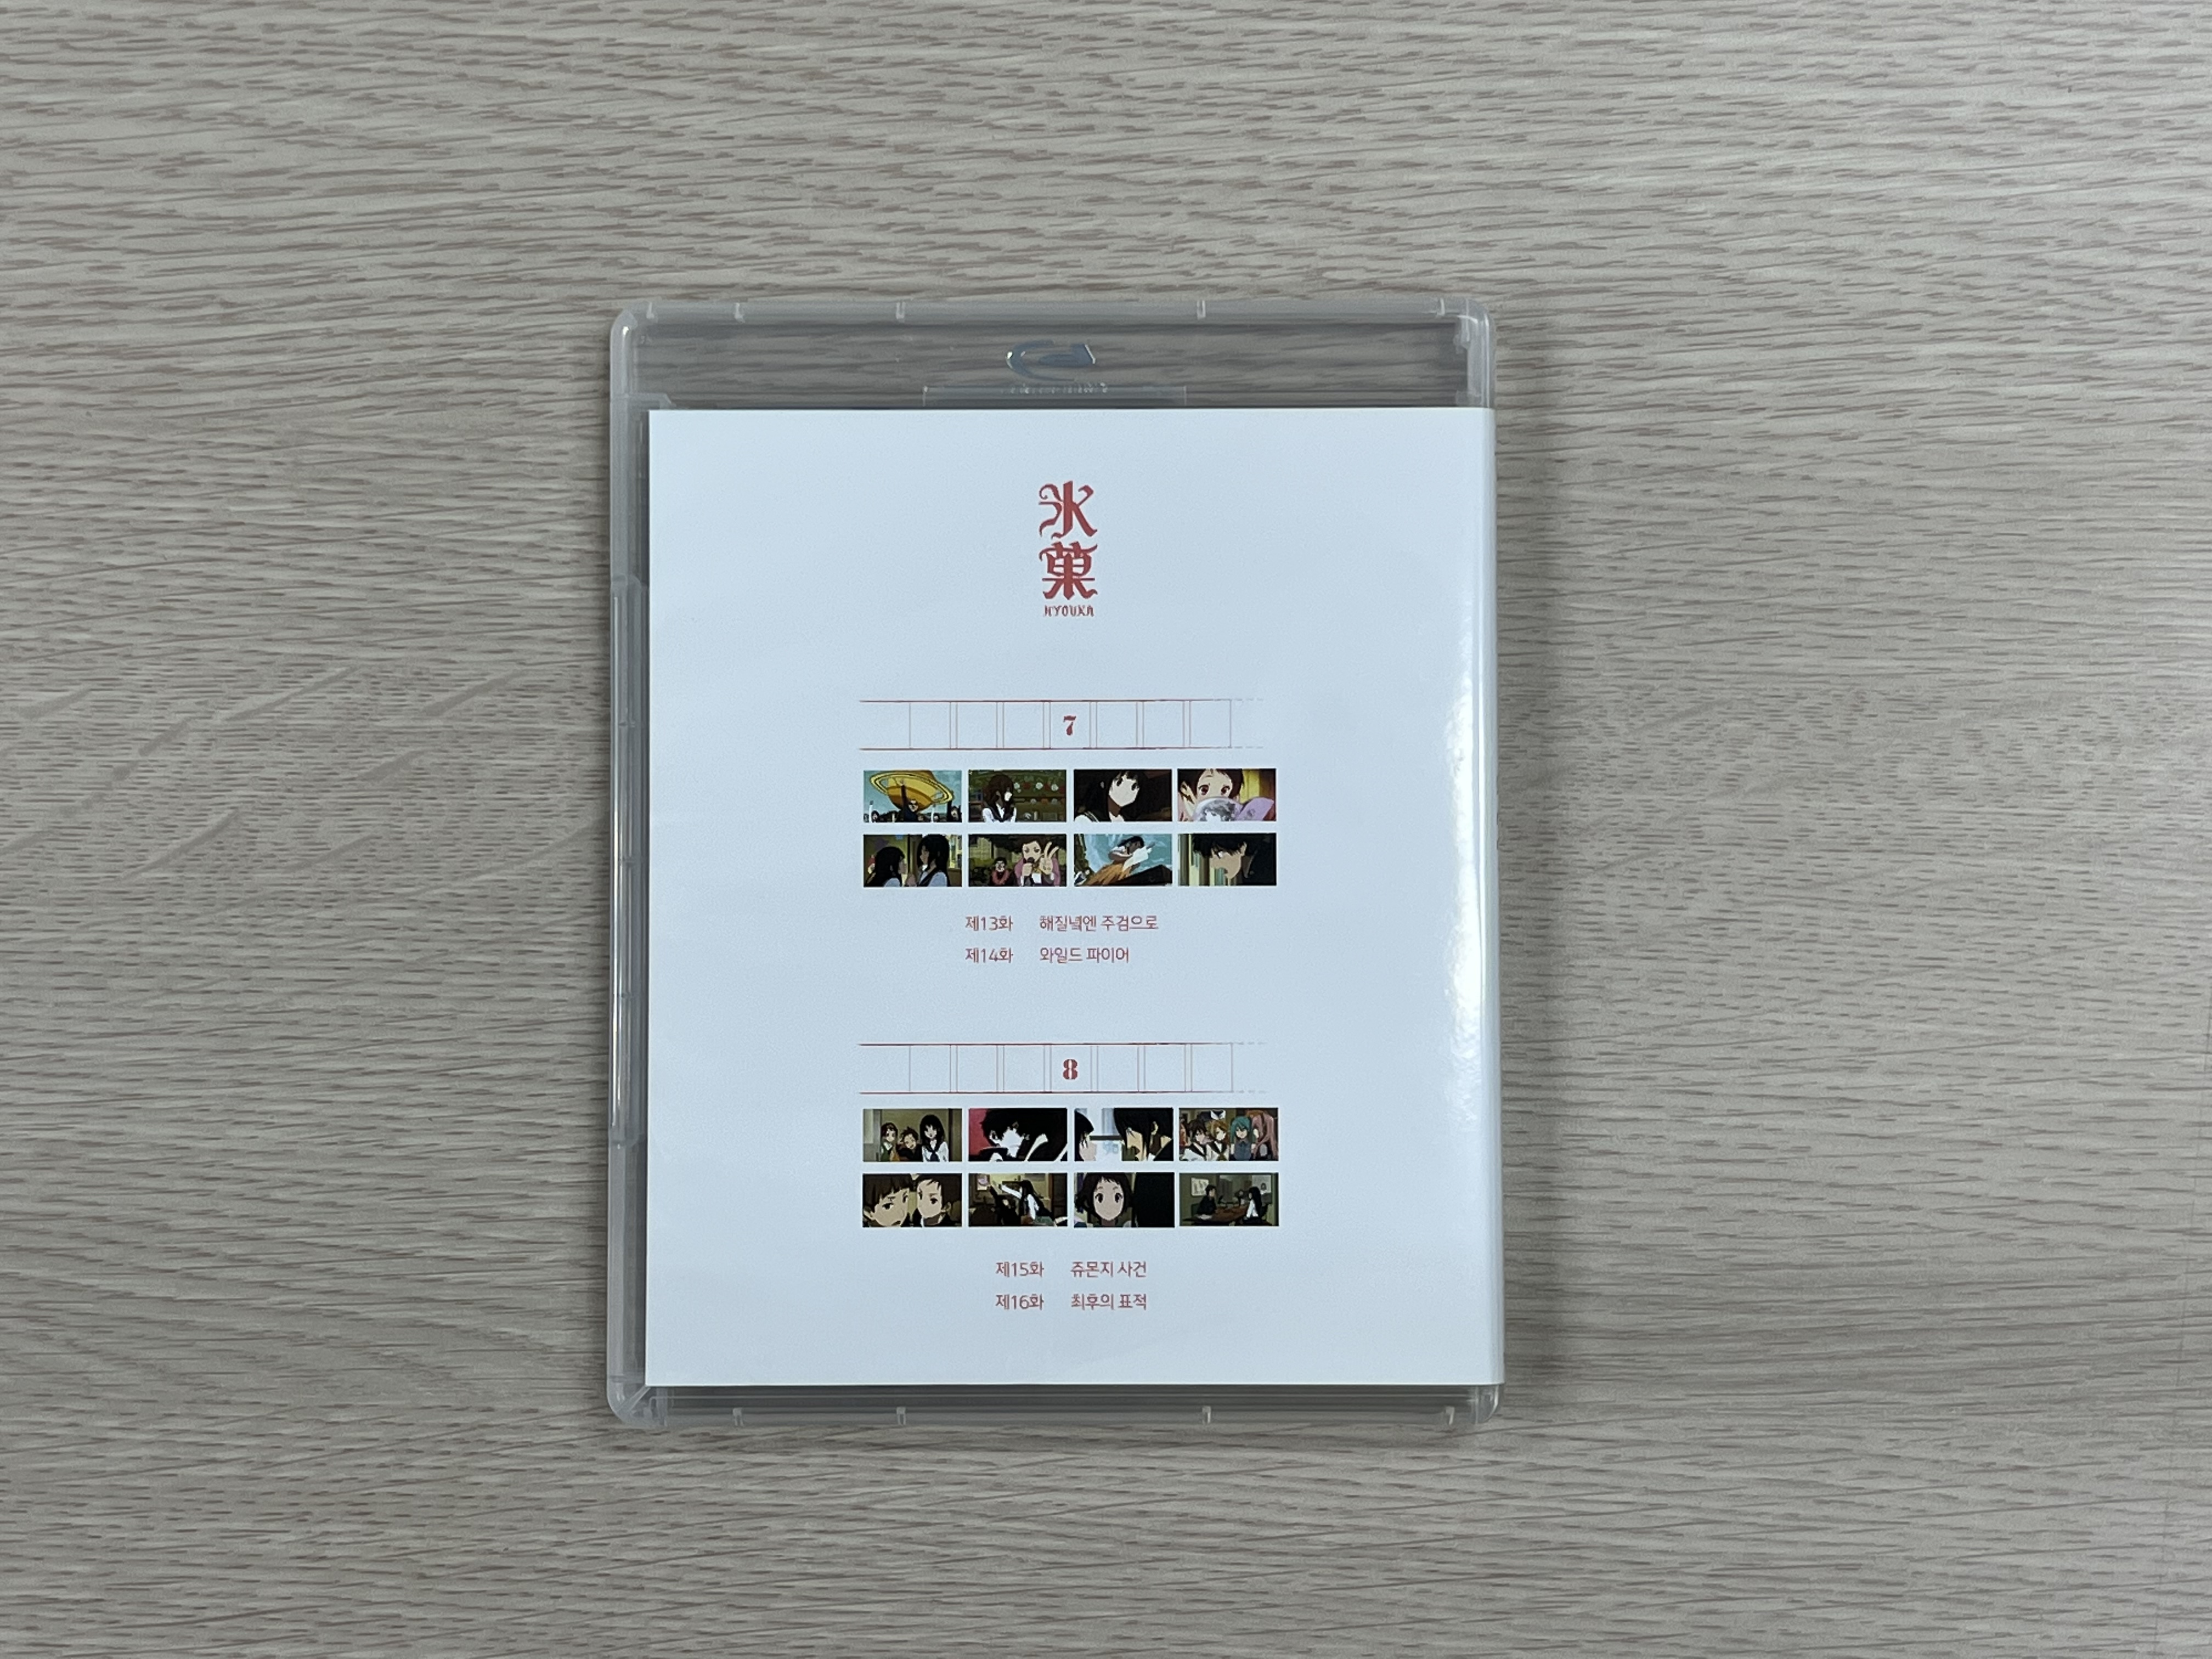 氷
菓
HYOUKA
7
제13화 해질녘엔 주검으로
제14화 와일드 파이어
8
제15화 쥬몬지 사건
제16화 최후의 표적